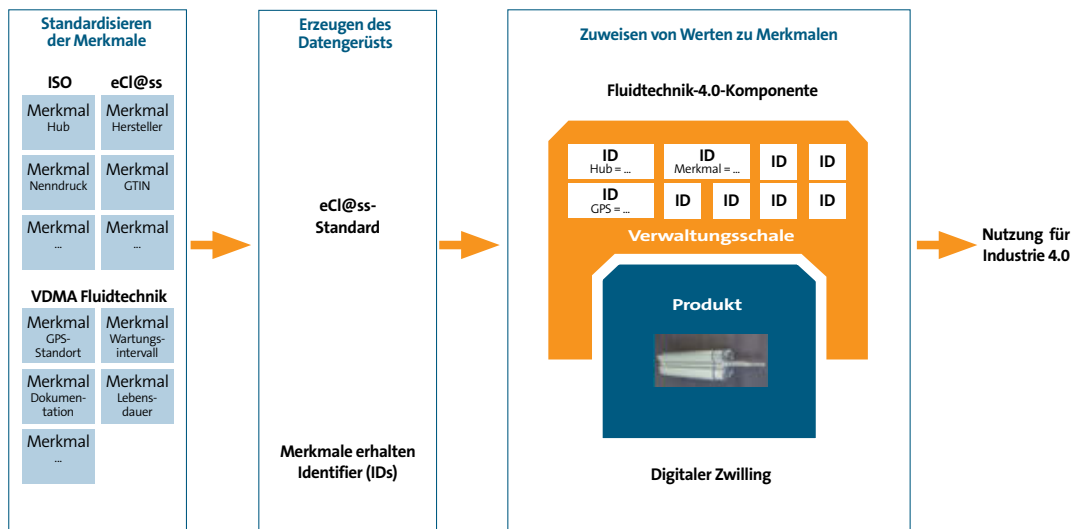 Standardisieren
der Merkmale
ISO
eCl@ss
Merkmal
Hub
Merkmal
Hersteller
Merkmal
Nenndruck
Merkmal
GTIN
Merkmal
...
Merkmal
...
VDMA Fluidtechnik
Merkmal
GPS-
Standort
Merkmal
Wartungs-
intervall
Merkmal
Dokumen-
tation
Merkmal
Lebens-
dauer
Merkmal
...
Erzeugen des
Datengerüsts
eCl@ss-
Standard
Merkmale erhalten
Identifier (IDs)
Zuweisen von Werten zu Merkmalen
Fluidtechnik-4.0-Komponente
ID
Hub = ...
ID
Merkmal = ...
ID
ID
ID
GPS = ...
ID
ID
ID
ID
Verwaltungsschale
Produkt
Digitaler Zwilling
Nutzung für
Industrie 4.0